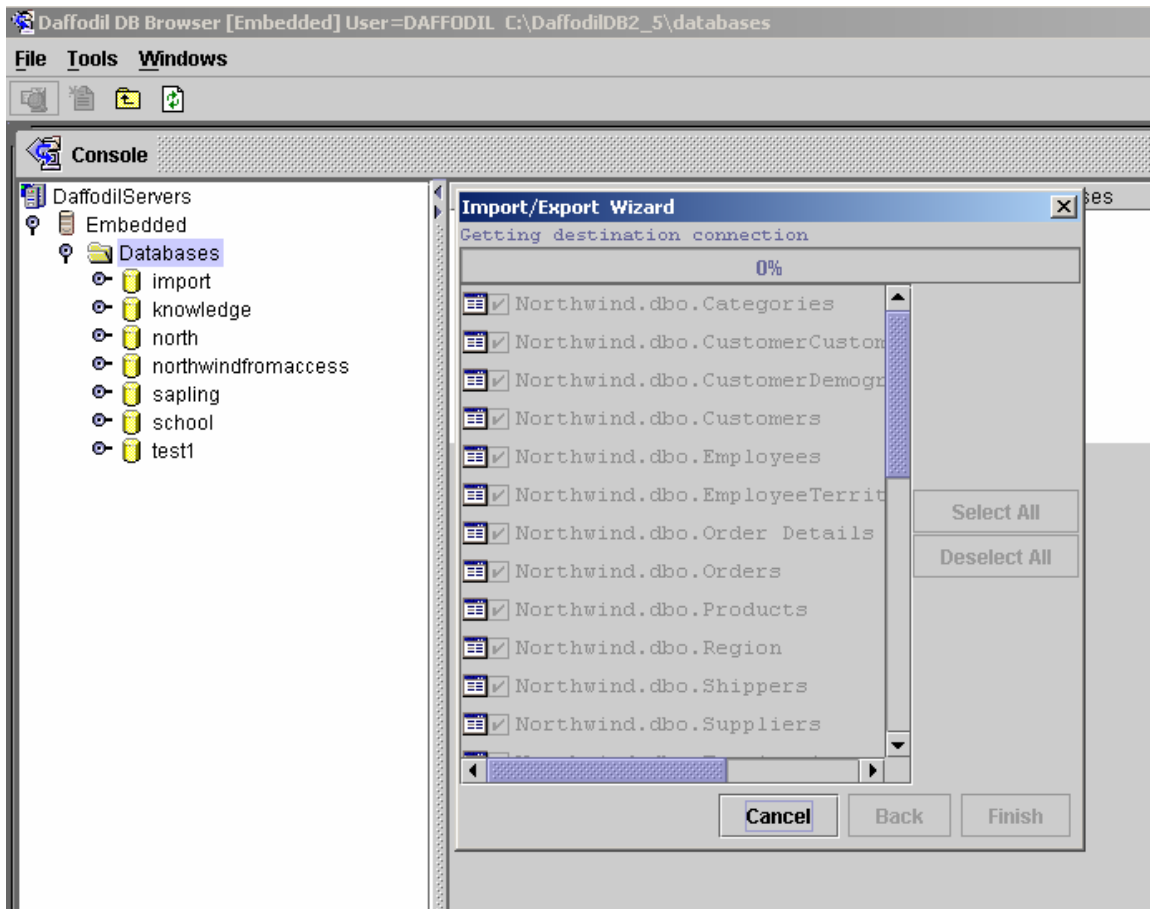 Daffodil DB Browser [Embedded] User=DAFFODIL C:\DaffodilDB2_5\databases
File Tools Windows
Console
DaffodilServers
Embedded
Databases
import
knowledge
north
northwindfromaccess
sapling
school
test1
ses
Import/Export Wizard
Getting destination connection
0%
Northwind.dbo.Categories
Northwind.dbo.CustomerCustom
Northwind.dbo.CustomerDemogr
Northwind.dbo.Customers
Northwind.dbo.Employees
Northwind.dbo.EmployeeTerrit
Northwind.dbo.Order Details
Northwind.dbo.Orders
Northwind.dbo.Products
Northwind.dbo.Region
Northwind.dbo.Shippers
Northwind.dbo.Suppliers
Select All
Deselect All
Cancel Back Finish